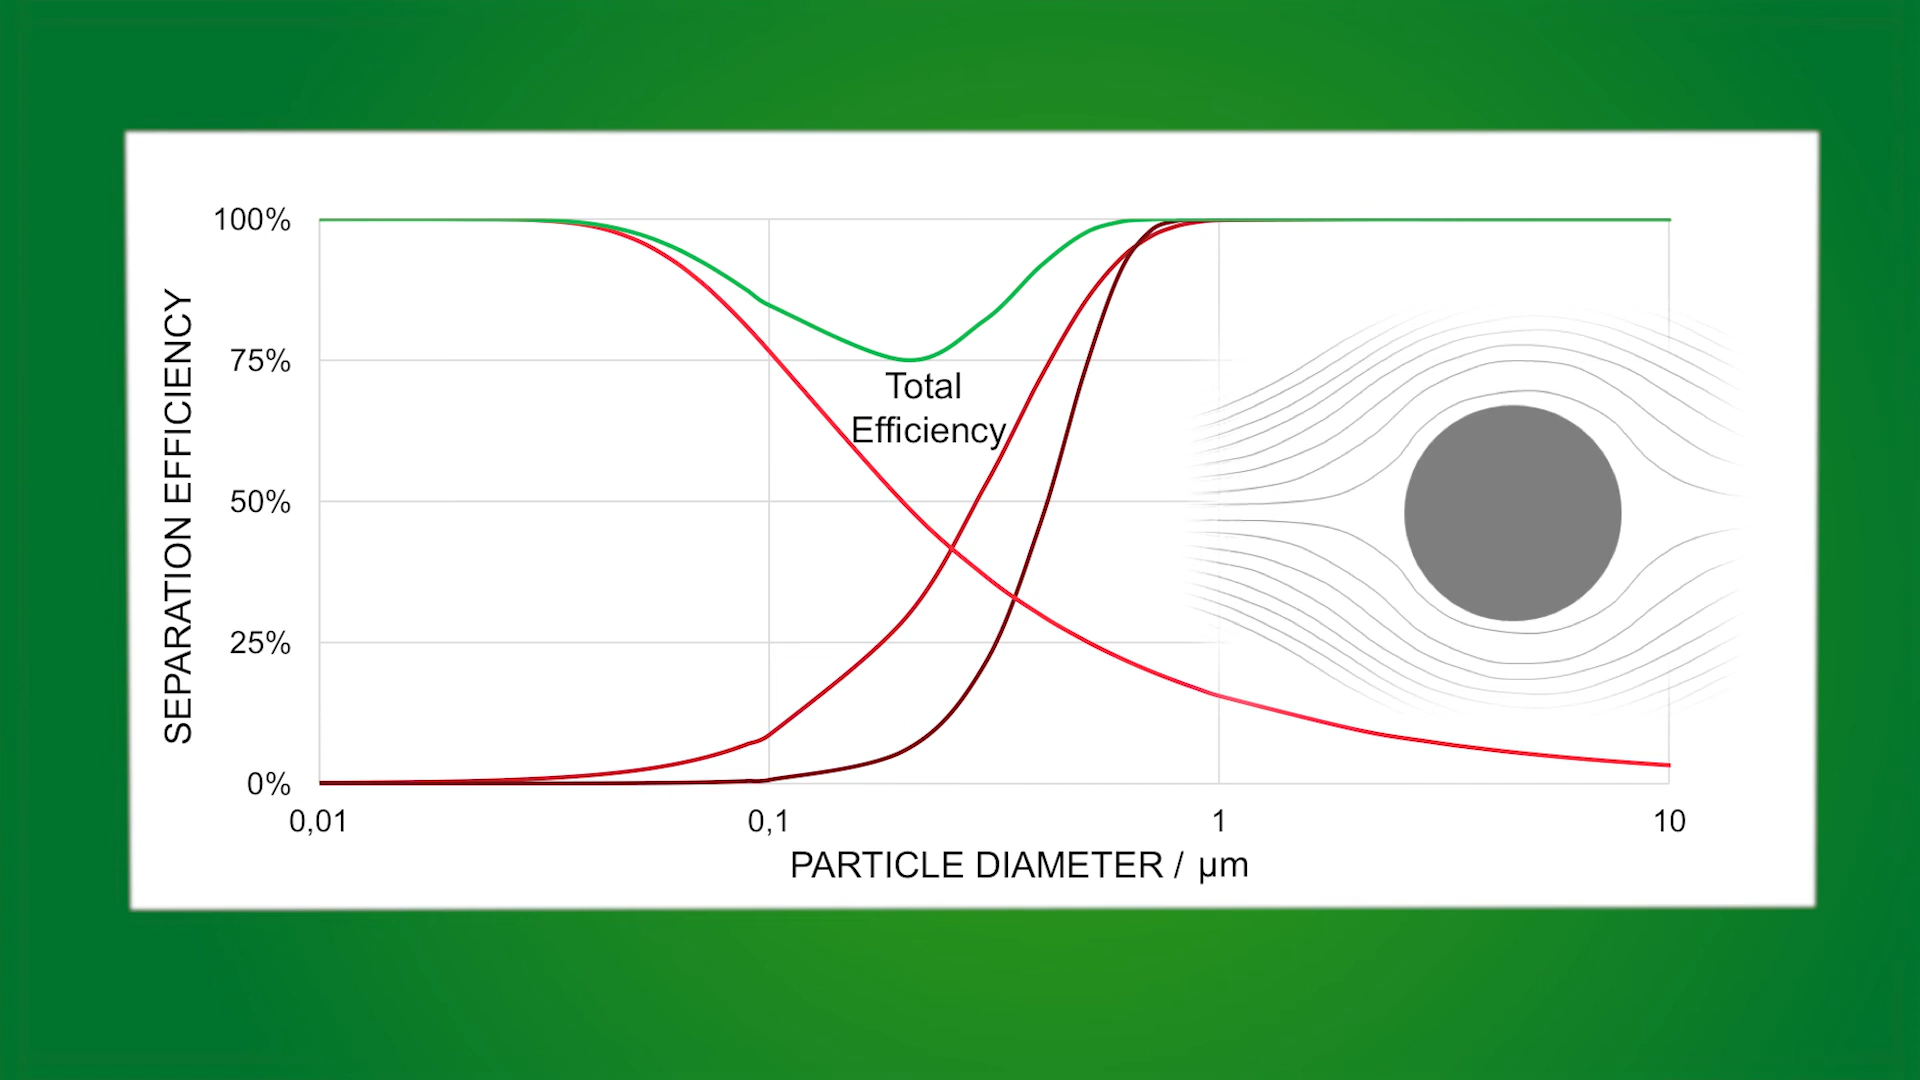 100%
75%
50%
25%
0%
SEPARATION EFFICIENCY
Total
Efficiency
0,01
0,1
1
10
PARTICLE DIAMETER / µm